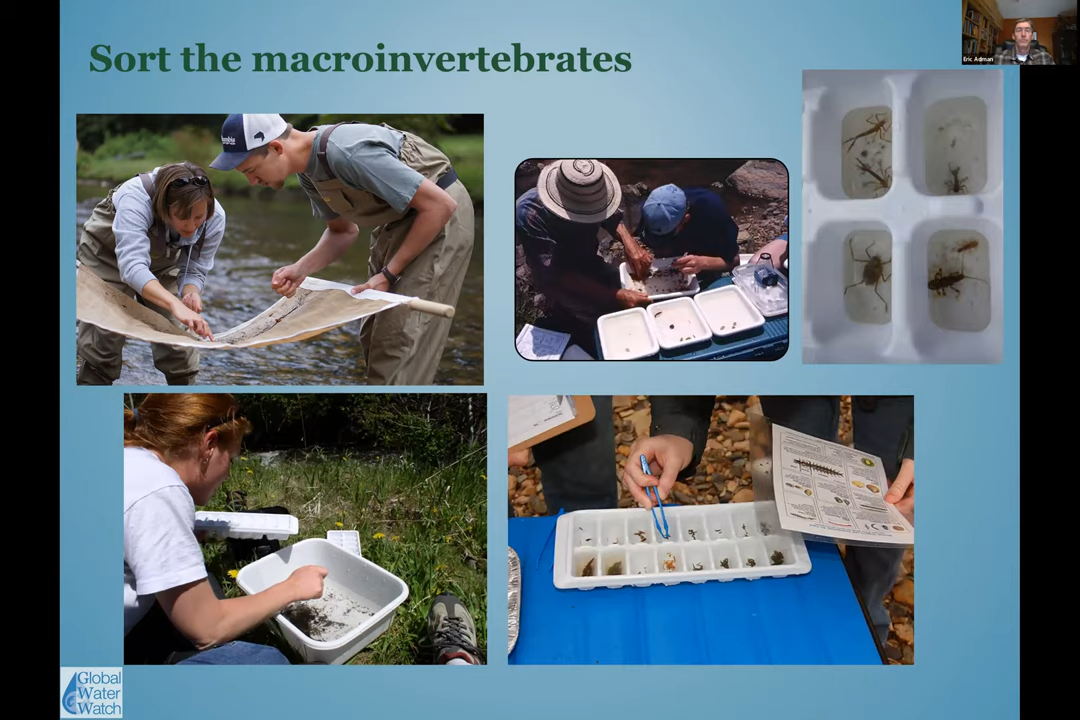 Sort the macroinvertebrates
Eric Adman
Global
Water
Watch